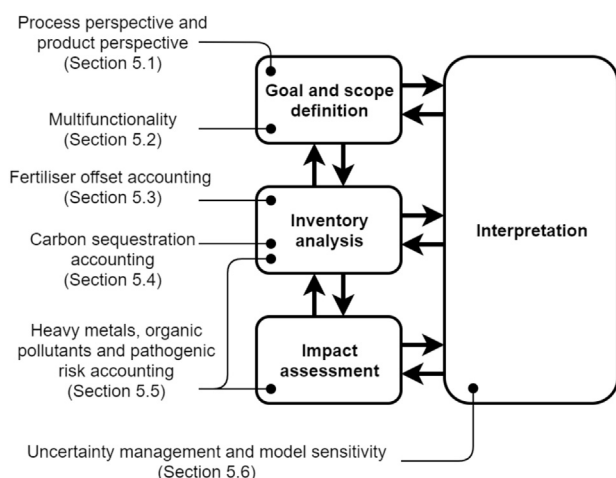 Process perspective and
product perspective
(Section 5.1)
Goal and scope
definition
Multifunctionality
(Section 5.2)
Fertiliser offset accounting
(Section 5.3)
Inventory
analysis
Interpretation
Carbon sequestration
accounting
(Section 5.4)
Heavy metals, organic
pollutants and pathogenic
risk accounting
(Section 5.5)
Impact
assessment
Uncertainty management and model sensitivity
(Section 5.6)